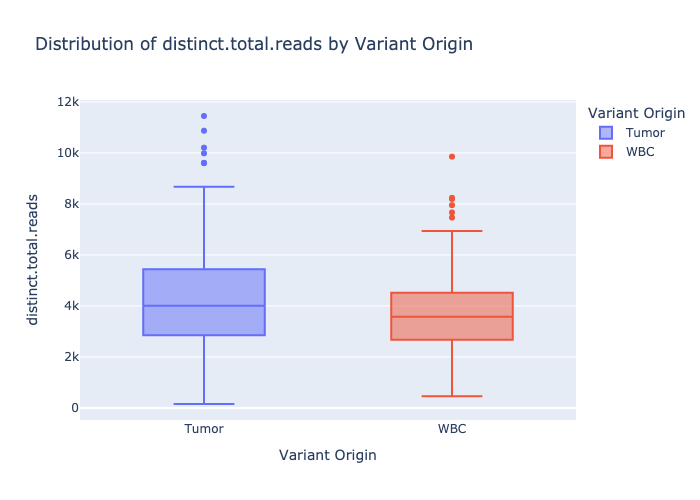 Distribution of distinct.total.reads by Variant Origin
12k
10k
8k
6k
4k
2k
0
distinct.total.reads
Tumor
WBC
Variant Origin
Variant Origin
Tumor
WBC